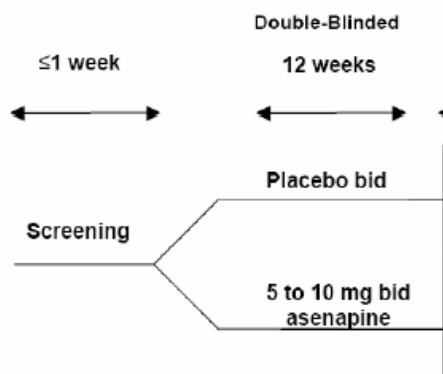 Double-Blinded
≤1 week
12 weeks
Placebo bid
Screening
5 to 10 mg bid
asenapine